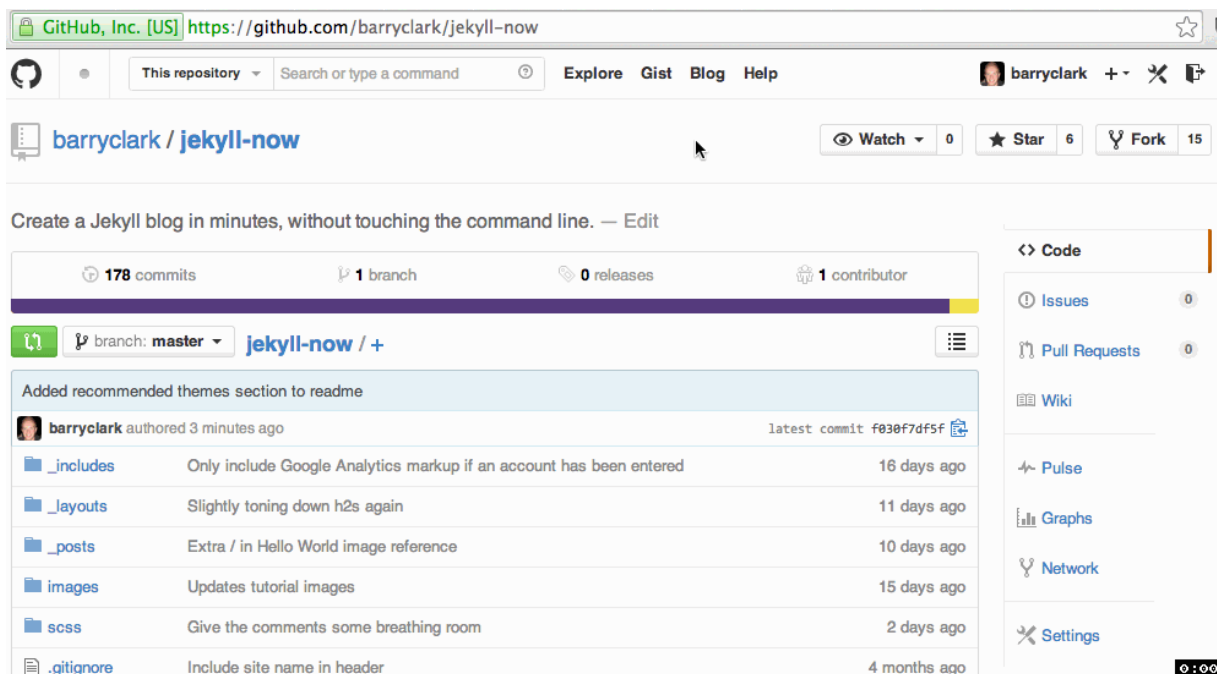 GitHub, Inc. [US] https://github.com/barryclark/jekyll-now
This repository Search or type a command Explore Gist Blog Help barryclark
barryclark / jekyll-now Watch 0 Star 6 Fork 15
Create a Jekyll blog in minutes, without touching the command line. — Edit
178 commits 1 branch 0 releases 1 contributor
branch: master jekyll-now / +
Added recommended themes section to readme
barryclark authored 3 minutes ago latest commit f030f7df5f
_includes Only include Google Analytics markup if an account has been entered 16 days ago
_layouts Slightly toning down h2s again 11 days ago
_posts Extra / in Hello World image reference 10 days ago
images Updates tutorial images 15 days ago
scss Give the comments some breathing room 2 days ago
.gitignore Include site name in header 4 months ago
Code
Issues 0
Pull Requests 0
Wiki
Pulse
Graphs
Network
Settings
0:00